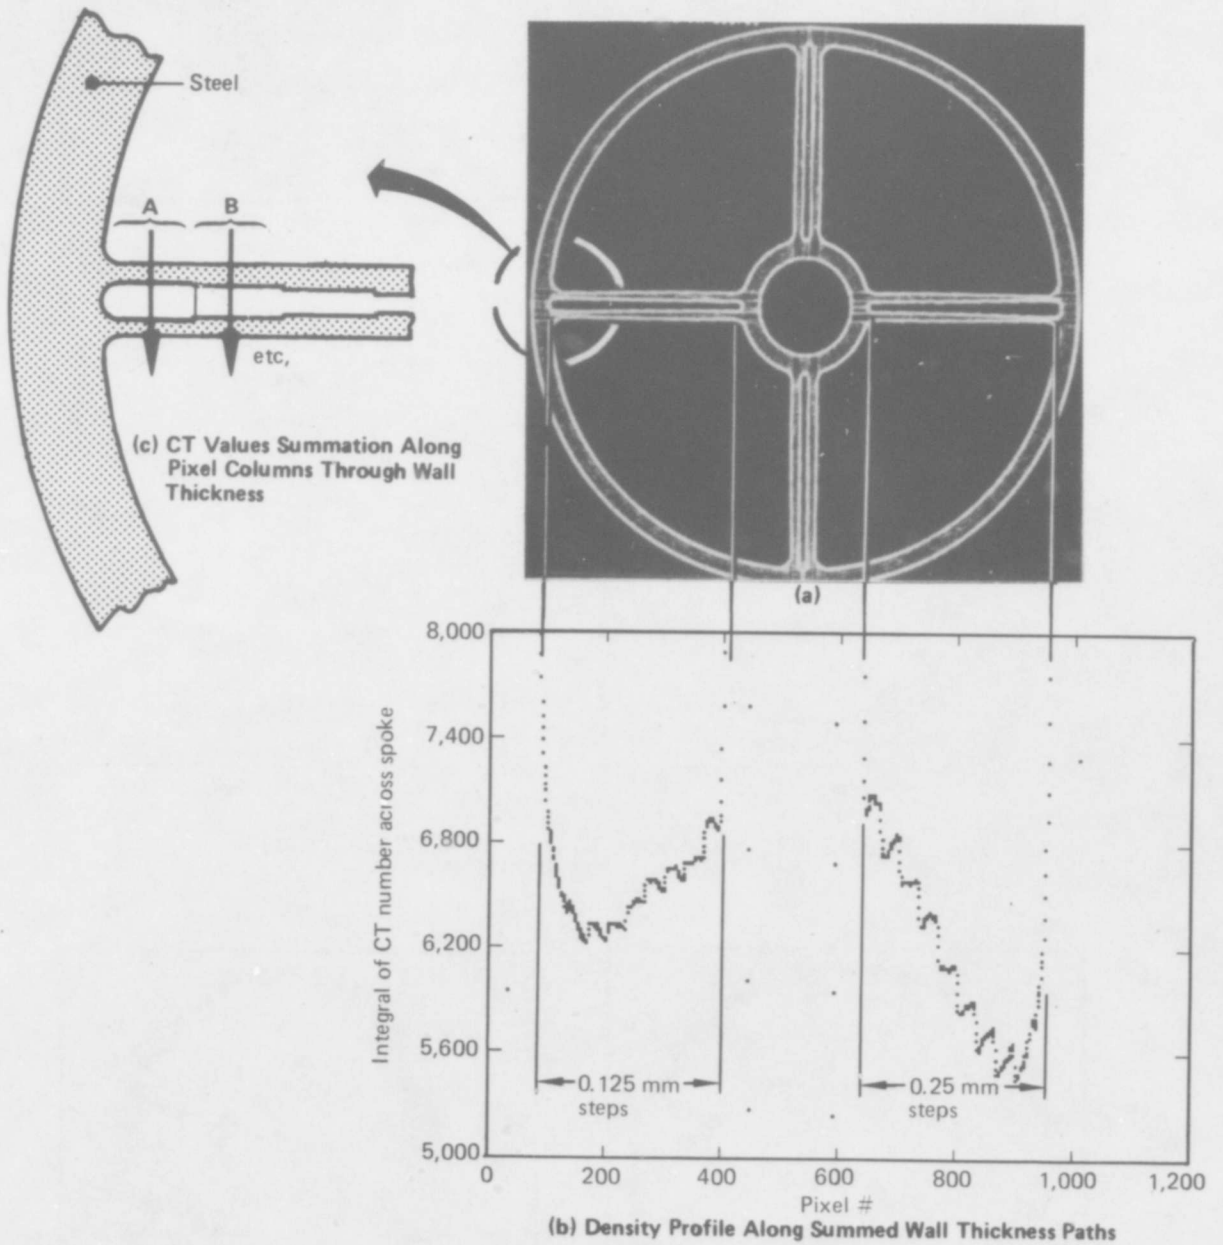 Steel
A
B
etc,
(c) CT Values Summation Along
Pixel Columns Through Wall
Thickness
(a)
8,000
7,400
6,800
6,200
5,600
5,000
Integral of CT number across spoke
0.125 mm
steps
0.25 mm
steps
0
200
400
600
800
1,000
1,200
Pixel #
(b) Density Profile Along Summed Wall Thickness Paths